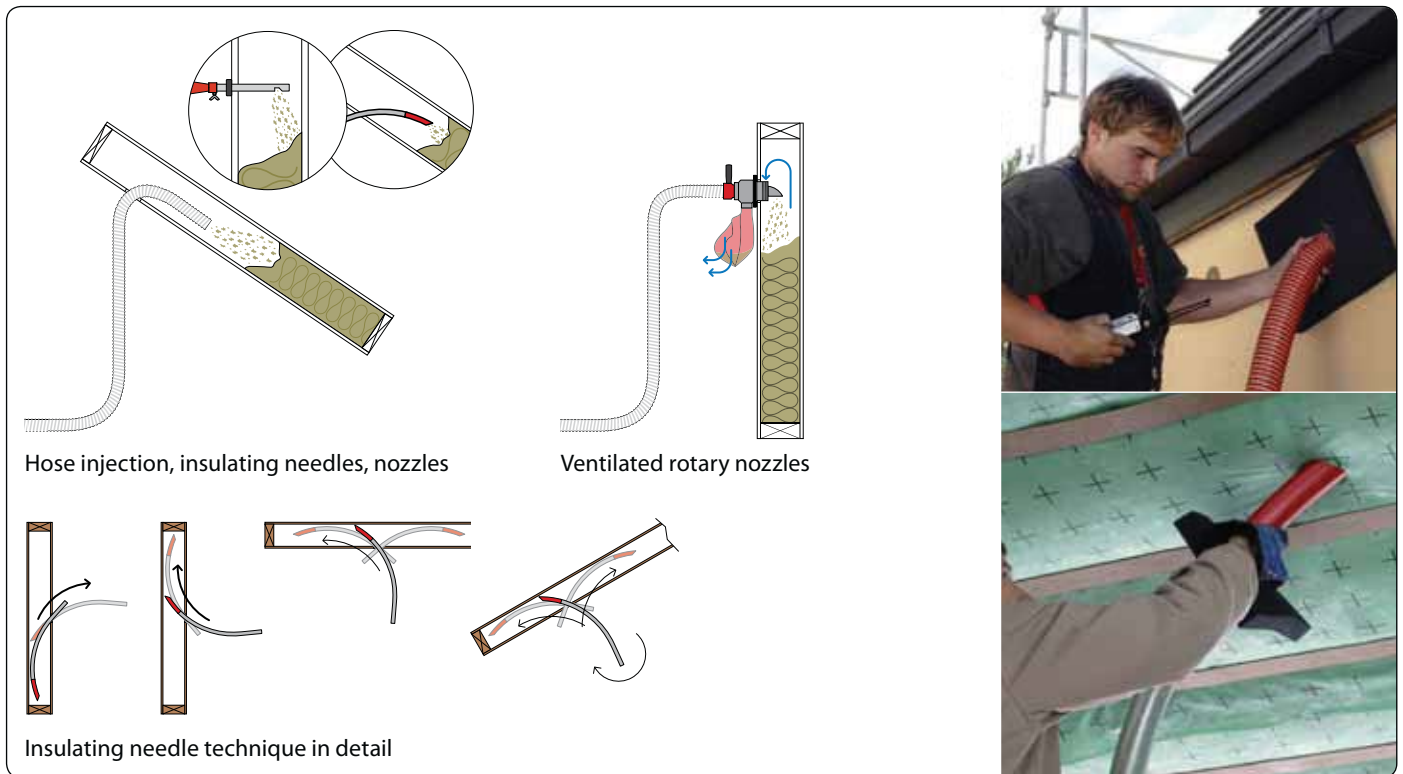 Hose injection, insulating needles, nozzles
Ventilated rotary nozzles
Insulating needle technique in detail